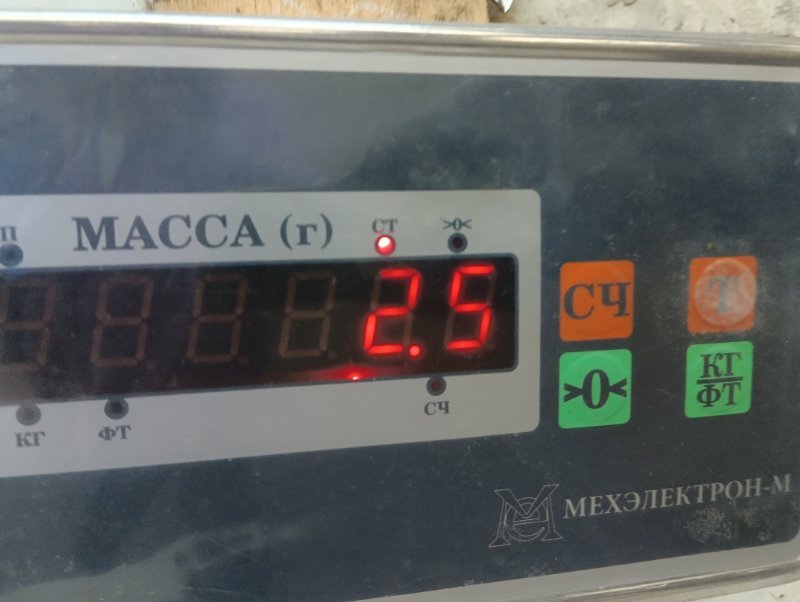 П
МАССА (г)
СТ
>0<
2.5
КГ
ФТ
СЧ
СЧ
Т
>0<
КГ
ФТ
МЕХЭЛЕКТРОН-М